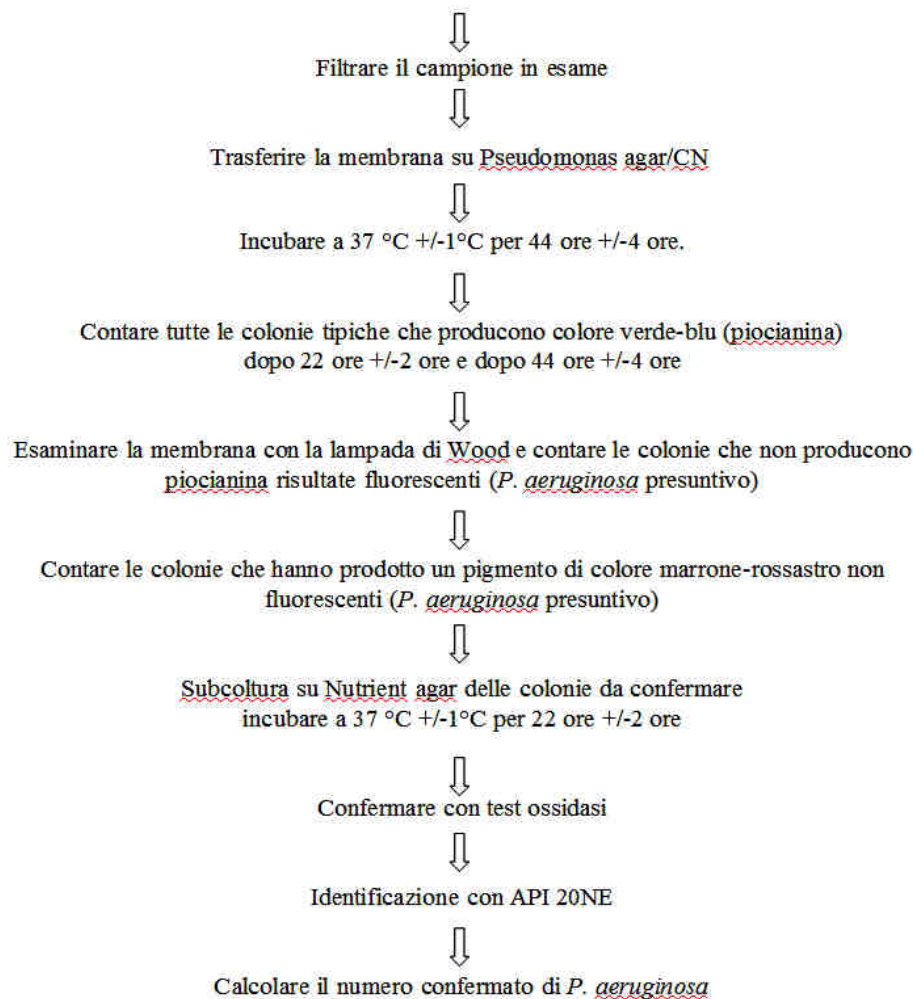 Filtrare il campione in esame
Trasferire la membrana su Pseudomonas agar/CN
Incubare a 37 °C +/-1°C per 44 ore +/-4 ore.
Contare tutte le colonie tipiche che producono colore verde-blu (piocianina)
dopo 22 ore +/-2 ore e dopo 44 ore +/-4 ore
Esaminare la membrana con la lampada di Wood e contare le colonie che non producono
piocianina risultate fluorescenti (P. aeruginosa presuntivo)
Contare le colonie che hanno prodotto un pigmento di colore marrone-rossastro non
fluorescenti (P. aeruginosa presuntivo)
Subcoltura su Nutrient agar delle colonie da confermare
incubare a 37 °C +/-1°C per 22 ore +/-2 ore
Confermare con test ossidasi
Identificazione con API 20NE
Calcolare il numero confermato di P. aeruginosa